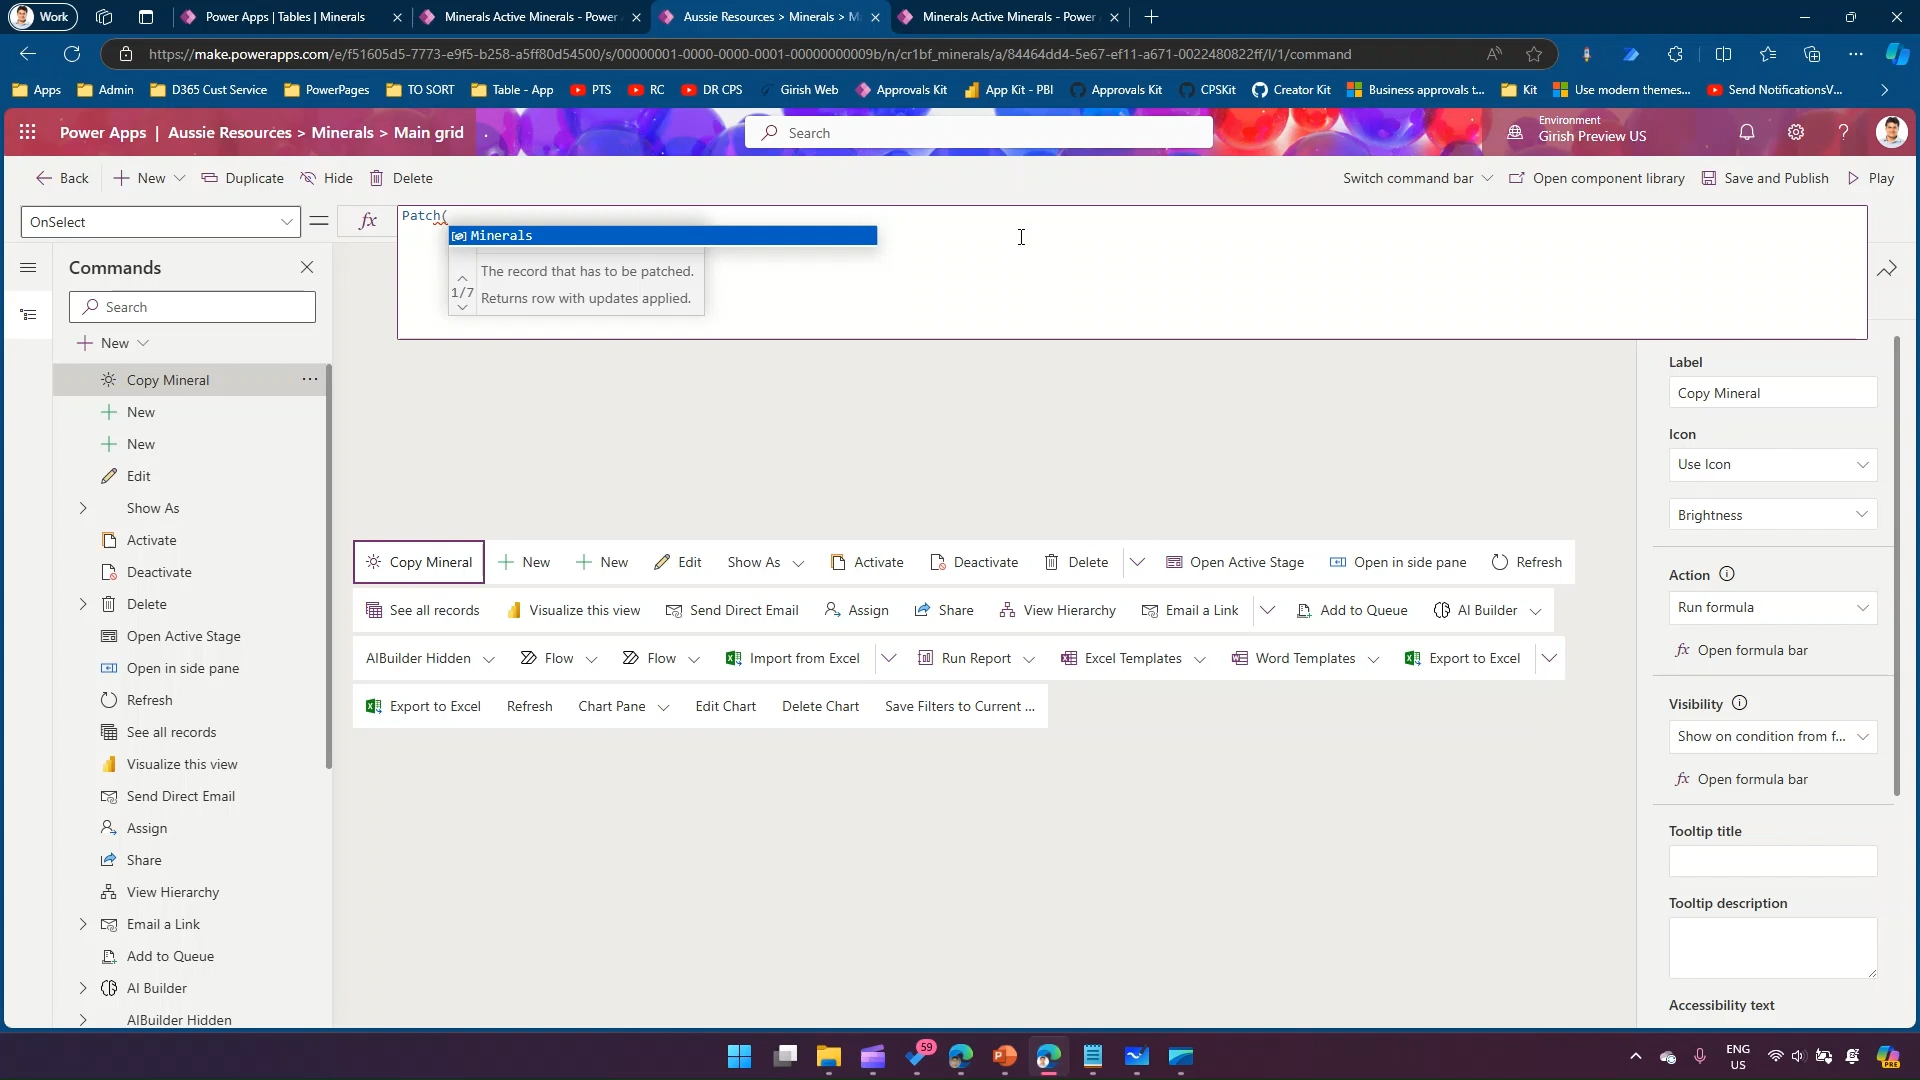 Work
Power Apps | Tables | Minerals
Minerals Active Minerals - Power
Aussie Resources > Minerals > M
Minerals Active Minerals - Power
https://make.powerapps.com/e/f51605d5-7773-e9f5-b258-a5ff80d54500/s/00000001-0000-0000-0001-00000000009b/n/cr1bf_minerals/a/84464dd4-5e67-ef11-a671-0022480822ff/l/1/command
Apps
Admin
D365 Cust Service
PowerPages
TO SORT
Table - App
PTS
RC
DR CPS
Girish Web
Approvals Kit
App Kit - PBI
Approvals Kit
CPSKit
Creator Kit
Business approvals t...
Kit
Use modern themes...
Send NotificationsV...
Power Apps | Aussie Resources > Minerals > Main grid
Search
Environment
Girish Preview US
Back
New
Duplicate
Hide
Delete
Switch command bar
Open component library
Save and Publish
Play
OnSelect
=
fx
Patch(
Minerals
The record that has to be patched.
1/7
Returns row with updates applied.
Commands
Search
New
Copy Mineral
New
New
Edit
Show As
Activate
Deactivate
Delete
Open Active Stage
Open in side pane
Refresh
See all records
Visualize this view
Send Direct Email
Assign
Share
View Hierarchy
Email a Link
Add to Queue
AI Builder
AIBuilder Hidden
Copy Mineral
New
New
Edit
Show As
Activate
Deactivate
Delete
Open Active Stage
Open in side pane
Refresh
See all records
Visualize this view
Send Direct Email
Assign
Share
View Hierarchy
Email a Link
Add to Queue
AI Builder
AIBuilder Hidden
Flow
Flow
Import from Excel
Run Report
Excel Templates
Word Templates
Export to Excel
Export to Excel
Refresh
Chart Pane
Edit Chart
Delete Chart
Save Filters to Current ...
Label
Copy Mineral
Icon
Use Icon
Brightness
Action
Run formula
fx Open formula bar
Visibility
Show on condition from f...
fx Open formula bar
Tooltip title
Tooltip description
Accessibility text
59
ENG
US
PRE